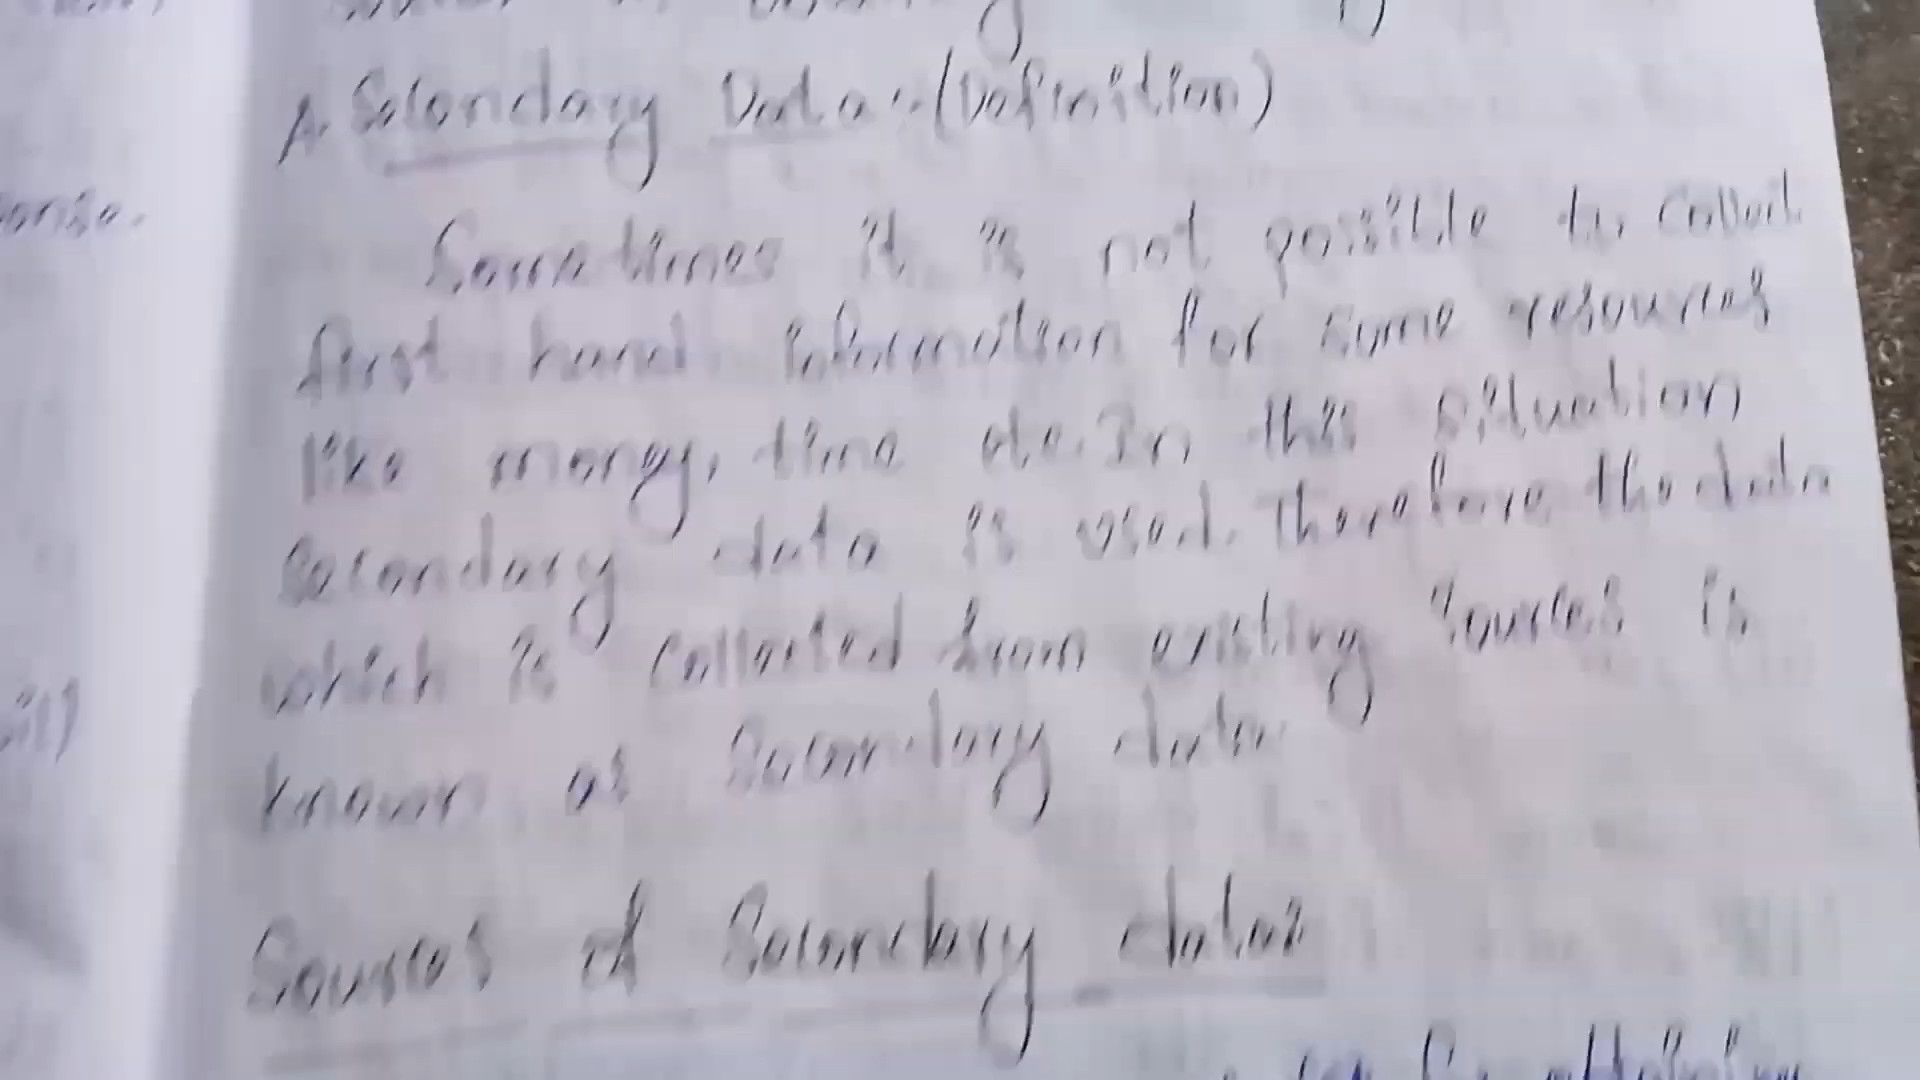 A. Secondary Data:-(Definition)
Sometimes it is not possible to collect
first hand information for some resources
like money, time etc. In this situation
secondary data is used. Therefore the data
which is collected from existing sources is
known as Secondary data
Sources of Secondary data: